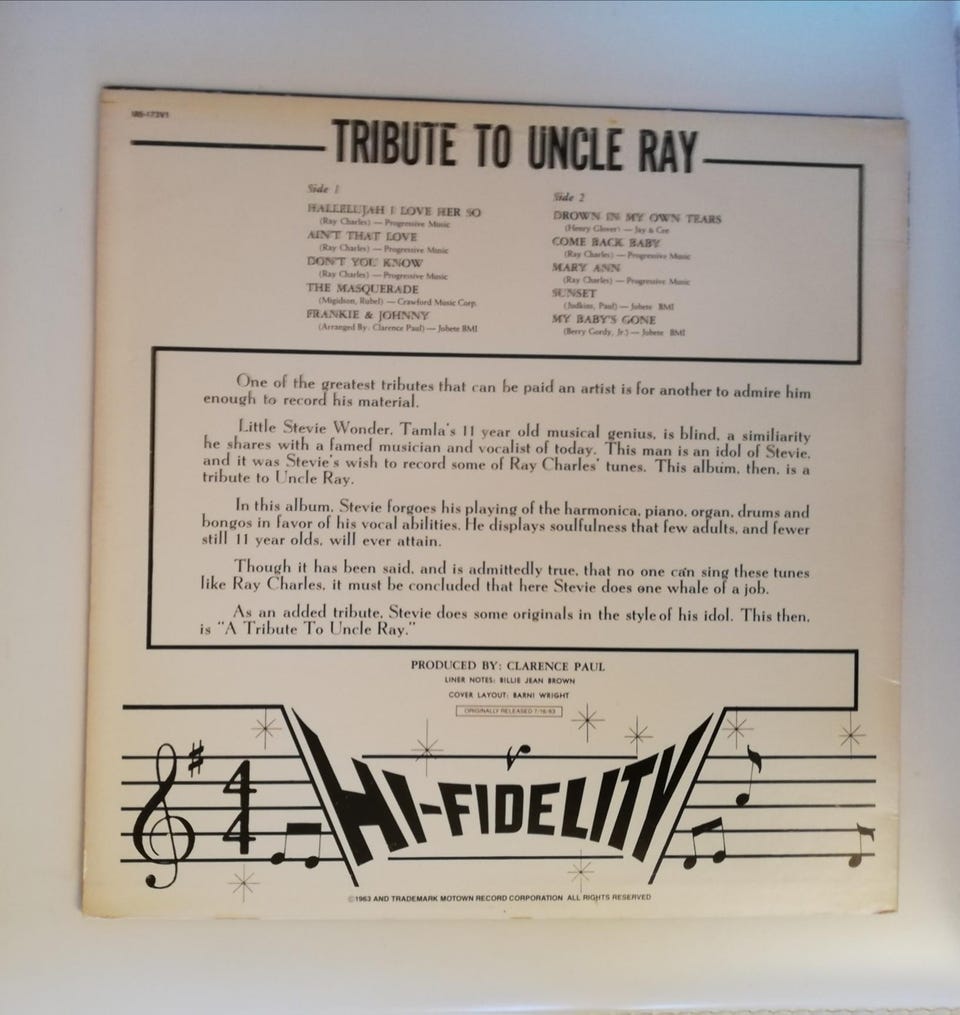 TRIBUTE TO UNCLE RAY
Side 1
HALLELUJAH I LOVE HER SO
(Ray Charles) — Progressive Music
AIN'T THAT LOVE
(Ray Charles) — Progressive Music
DON'T YOU KNOW
(Ray Charles) — Progressive Music
THE MASQUERADE
(Migidson, Rubel) — Crawford Music Corp.
FRANKIE & JOHNNY
(Arranged By: Clarence Paul) — Jobete BMI
Side 2
DROWN IN MY OWN TEARS
(Henry Glover) — Jay & Cee
COME BACK BABY
(Ray Charles) — Progressive Music
MARY ANN
(Ray Charles) — Progressive Music
SUNSET
(Judkins, Paul) — Jobete BMI
MY BABY'S GONE
(Berry Gordy, Jr.) — Jobete BMI
One of the greatest tributes that can be paid an artist is for another to admire him
enough to record his material.
Little Stevie Wonder, Tamla's 11 year old musical genius, is blind, a similiarity
he shares with a famed musician and vocalist of today. This man is an idol of Stevie,
and it was Stevie's wish to record some of Ray Charles' tunes. This album, then, is a
tribute to Uncle Ray.
In this album, Stevie forgoes his playing of the harmonica, piano, organ, drums and
bongos in favor of his vocal abilities. He displays soulfulness that few adults, and fewer
still 11 year olds, will ever attain.
Though it has been said, and is admittedly true, that no one can sing these tunes
like Ray Charles, it must be concluded that here Stevie does one whale of a job.
As an added tribute, Stevie does some originals in the style of his idol. This then,
is "A Tribute To Uncle Ray."
PRODUCED BY: CLARENCE PAUL
LINER NOTES: BILLIE JEAN BROWN
COVER LAYOUT: BARNI WRIGHT
ORIGINALLY RELEASED 7/16/63
4
4
HI-FIDELITY
©1963 AND TRADEMARK MOTOWN RECORD CORPORATION ALL RIGHTS RESERVED